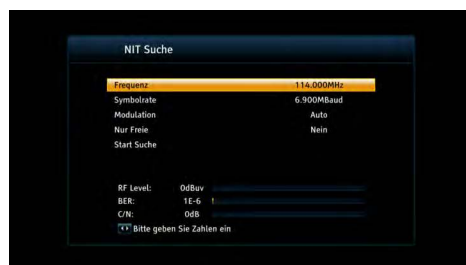 NIT Suche
Frequenz 114.000MHz
Symbolrate 6.900MBaud
Modulation Auto
Nur Freie Nein
Start Suche
RF Level: 0dBuv
BER: 1E-6
C/N: 0dB
Bitte geben Sie Zahlen ein